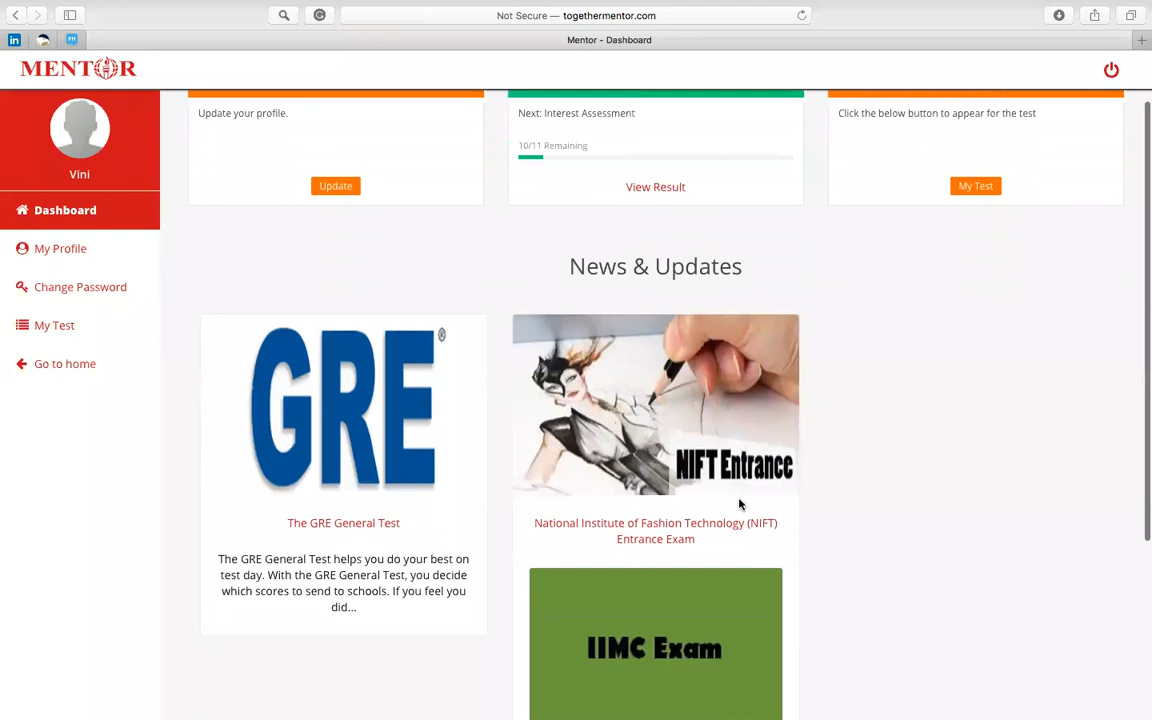 Not Secure — togethermentor.com
Mentor - Dashboard
MENTOR
Vini
Dashboard
My Profile
Change Password
My Test
Go to home
Update your profile.
Update
Next: Interest Assessment
10/11 Remaining
View Result
Click the below button to appear for the test
My Test
News & Updates
GRE®
The GRE General Test
The GRE General Test helps you do your best on
test day. With the GRE General Test, you decide
which scores to send to schools. If you feel you
did...
NIFT Entrance
National Institute of Fashion Technology (NIFT)
Entrance Exam
IIMC Exam